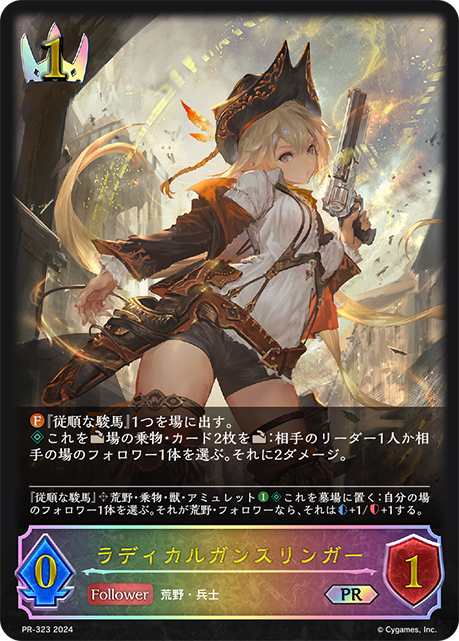 1
F『従順な駿馬』1つを場に出す。
これを場の乗物・カード2枚を：相手のリーダー1人か相
手の場のフォロワー1体を選ぶ。それに2ダメージ。
『従順な駿馬』荒野・乗物・獣・アミュレット1これを墓場に置く：自分の場
のフォロワー1体を選ぶ。それが荒野・フォロワーなら、それは+1/+1する。
ラディカルガンスリンガー
0
1
Follower 荒野・兵士 PR
PR-323 2024
© Cygames, Inc.